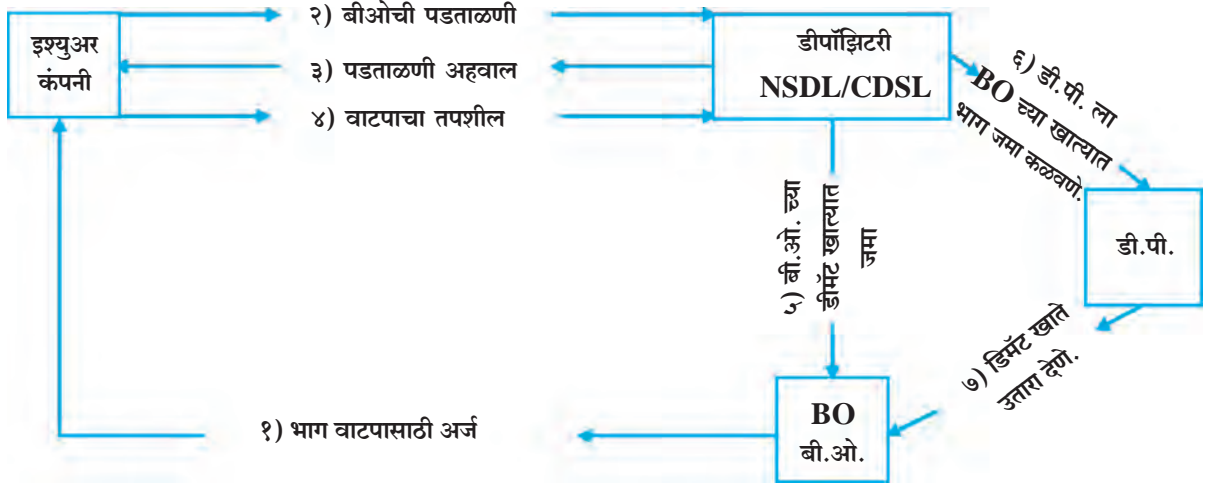 २) बीओची पडताळणी
इश्युअर
कंपनी
३) पडताळणी अहवाल
४) वाटपाचा तपशील
डीपॉझिटरी
NSDL/CDSL
६) डी.पी. ला
BO च्या खात्यात
भाग जमा कळवणे.
डी.पी.
५) बी.ओ. च्या
डीमॅट खात्यात
जमा
७) डिमॅट खाते
उतारा देणे.
BO
बी.ओ.
१) भाग वाटपासाठी अर्ज